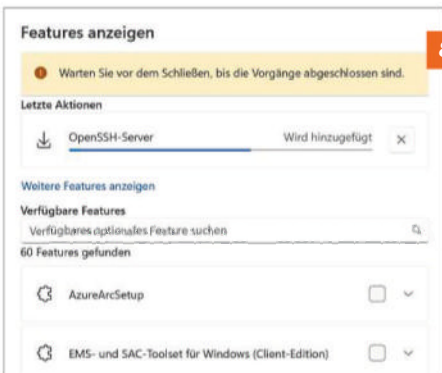 Features anzeigen
Warten Sie vor dem Schließen, bis die Vorgänge abgeschlossen sind.
Letzte Aktionen
OpenSSH-Server Wird hinzugefügt
Weitere Features anzeigen
Verfügbare Features
Verfügbares optionales Feature suchen
60 Features gefunden
AzureArcSetup
EMS- und SAC-Toolset für Windows (Client-Edition)